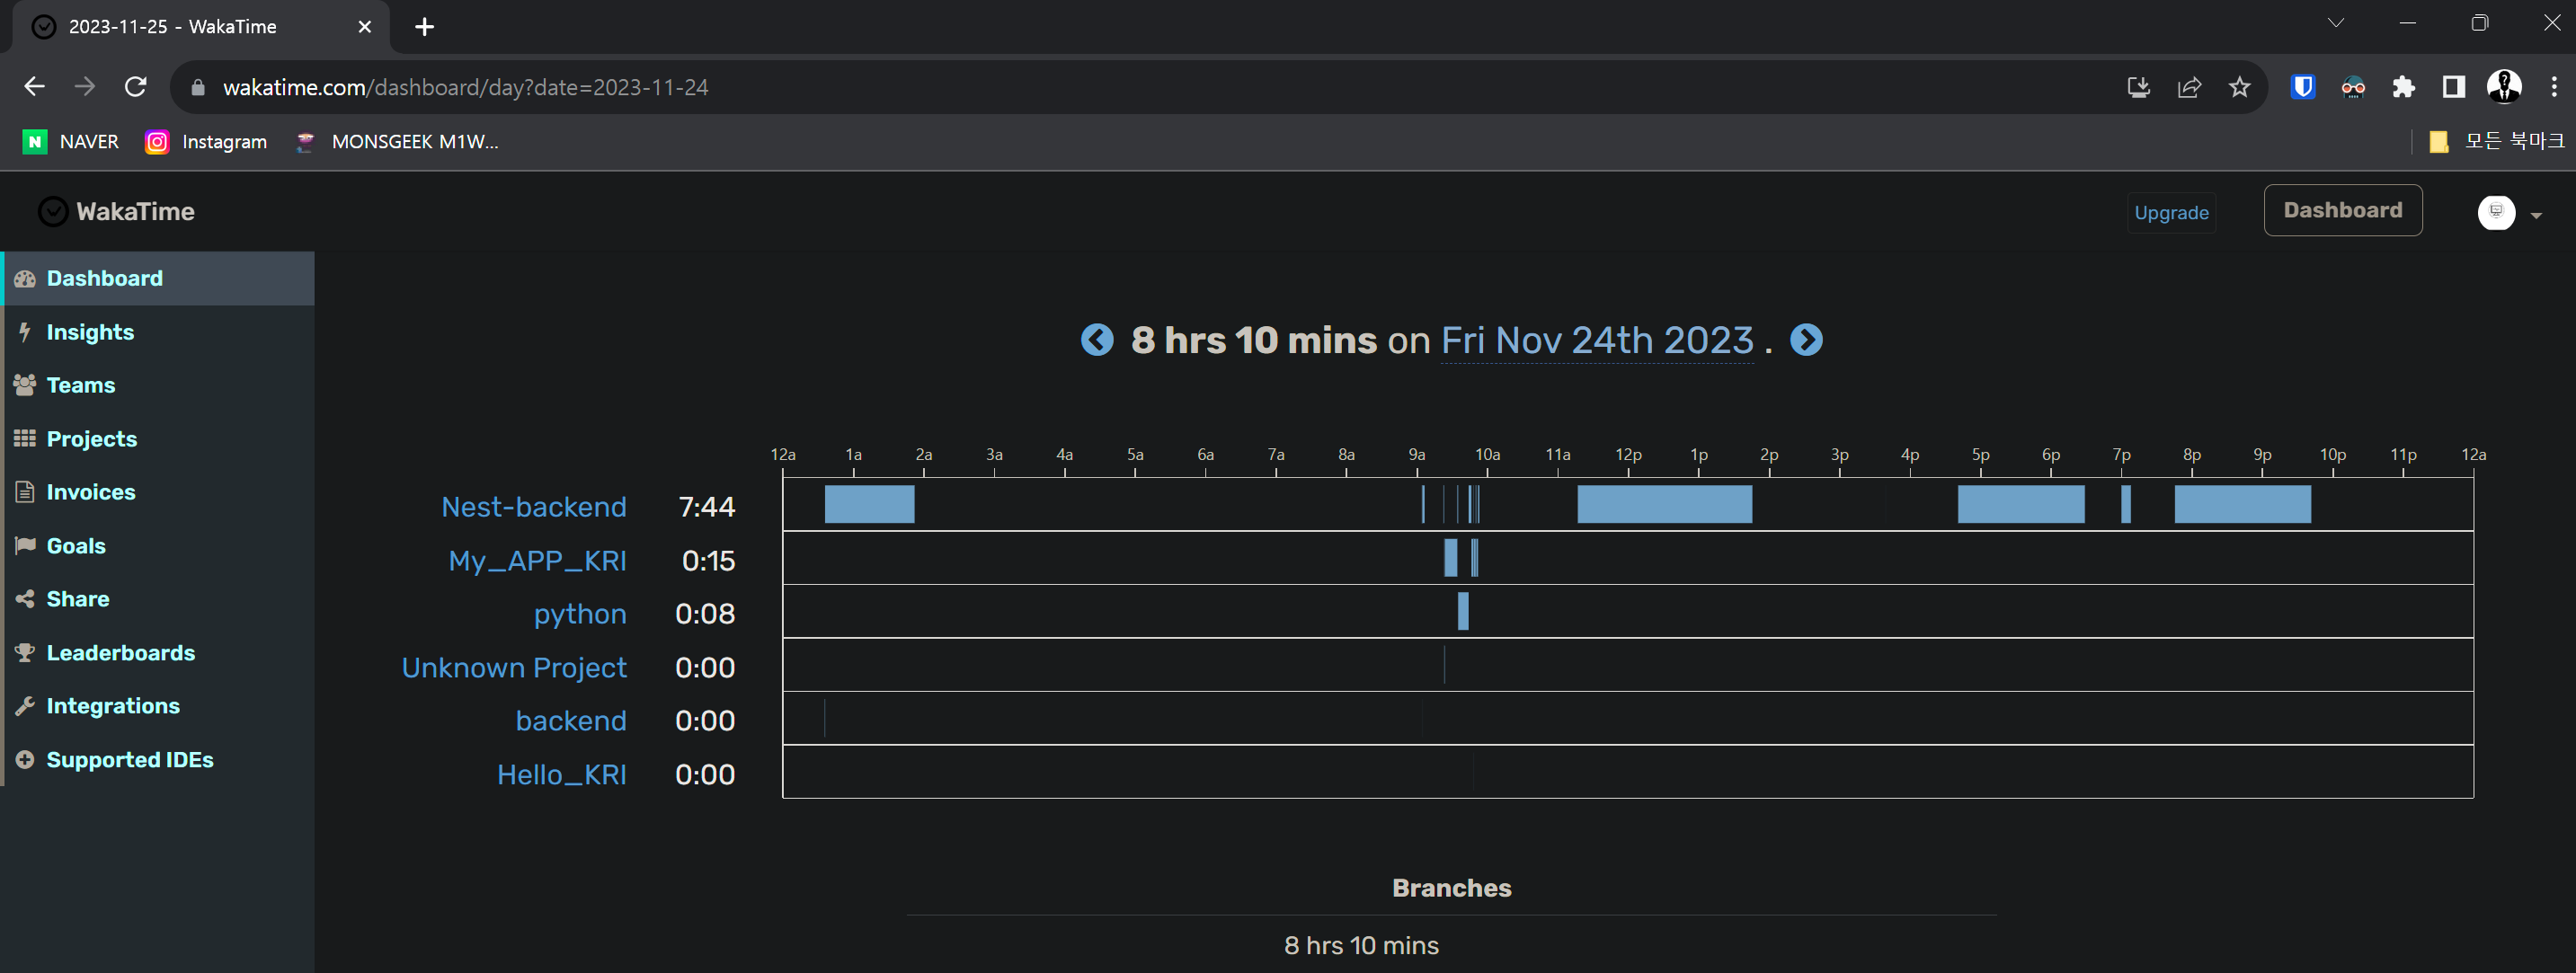 2023-11-25 - WakaTime
wakatime.com/dashboard/day?date=2023-11-24
NAVER Instagram MONSGEEK M1W... 모든 북마크
WakaTime Upgrade Dashboard
Dashboard
Insights
Teams
Projects
Invoices
Goals
Share
Leaderboards
Integrations
Supported IDEs
8 hrs 10 mins on Fri Nov 24th 2023 .
12a 1a 2a 3a 4a 5a 6a 7a 8a 9a 10a 11a 12p 1p 2p 3p 4p 5p 6p 7p 8p 9p 10p 11p 12a
Nest-backend 7:44
My_APP_KRI 0:15
python 0:08
Unknown Project 0:00
backend 0:00
Hello_KRI 0:00
Branches
8 hrs 10 mins